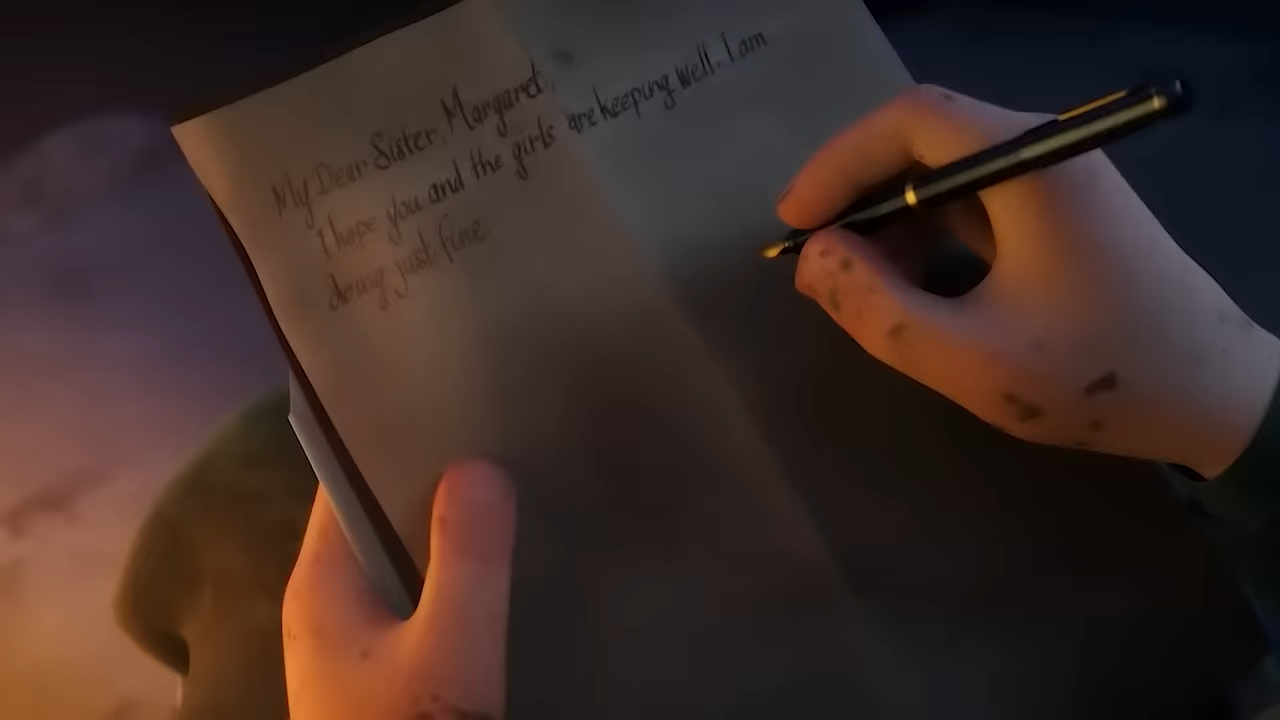 My Dear Sister, Margaret,
I hope you and the girls are keeping well. I am
doing just fine